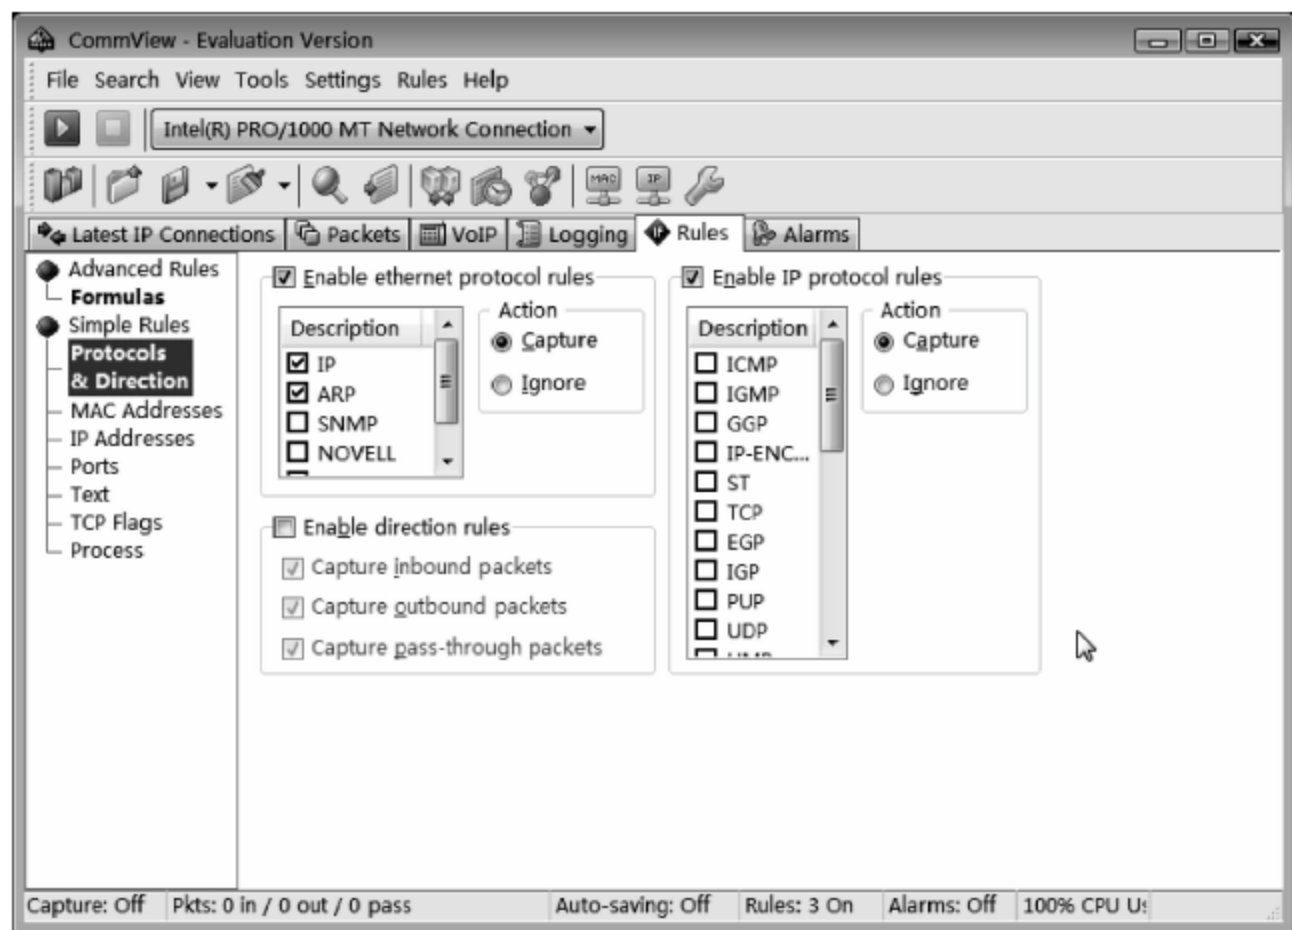 CommView - Evaluation Version
File Search View Tools Settings Rules Help
Intel(R) PRO/1000 MT Network Connection
MAC IP
Latest IP Connections Packets VoIP Logging Rules Alarms
Advanced Rules
Formulas
Simple Rules
Protocols
& Direction
MAC Addresses
IP Addresses
Ports
Text
TCP Flags
Process
Enable ethernet protocol rules
Description
IP
ARP
SNMP
NOVELL
Action
Capture
Ignore
Enable direction rules
Capture inbound packets
Capture outbound packets
Capture pass-through packets
Enable IP protocol rules
Description
ICMP
IGMP
GGP
IP-ENC...
ST
TCP
EGP
IGP
PUP
UDP
Action
Capture
Ignore
Capture: Off Pkts: 0 in / 0 out / 0 pass Auto-saving: Off Rules: 3 On Alarms: Off 100% CPU